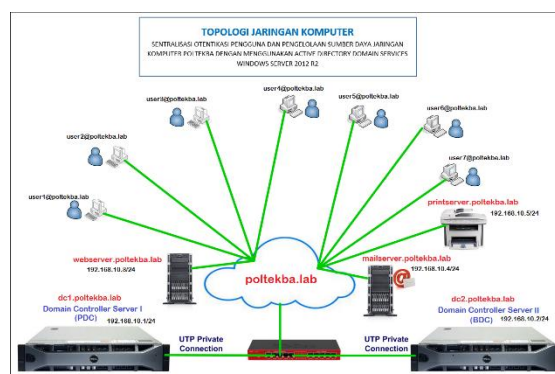 TOPOLOGI JARINGAN KOMPUTER
SENTRALISASI OTENTIKASI PENGGUNA DAN PENGELOLAAN SUMBER DAYA JARINGAN
KOMPUTER POLTEKBA DENGAN MENGGUNAKAN ACTIVE DIRECTORY DOMAIN SERVICES
WINDOWS SERVER 2012 R2
user4@poltekba.lab
user5@poltekba.lab
user3@poltekba.lab
user6@poltekba.lab
user2@poltekba.lab
user7@poltekba.lab
user1@poltekba.lab
printserver.poltekba.lab
192.168.10.5/24
webserver.poltekba.lab
192.168.10.3/24
mailserver.poltekba.lab
192.168.10.4/24
poltekba.lab
dc1.poltekba.lab
Domain Controller Server I
(PDC)
192.168.10.1/24
dc2.poltekba.lab
Domain Controller Server II
(BDC)
192.168.10.2/24
UTP Private
Connection
UTP Private
Connection